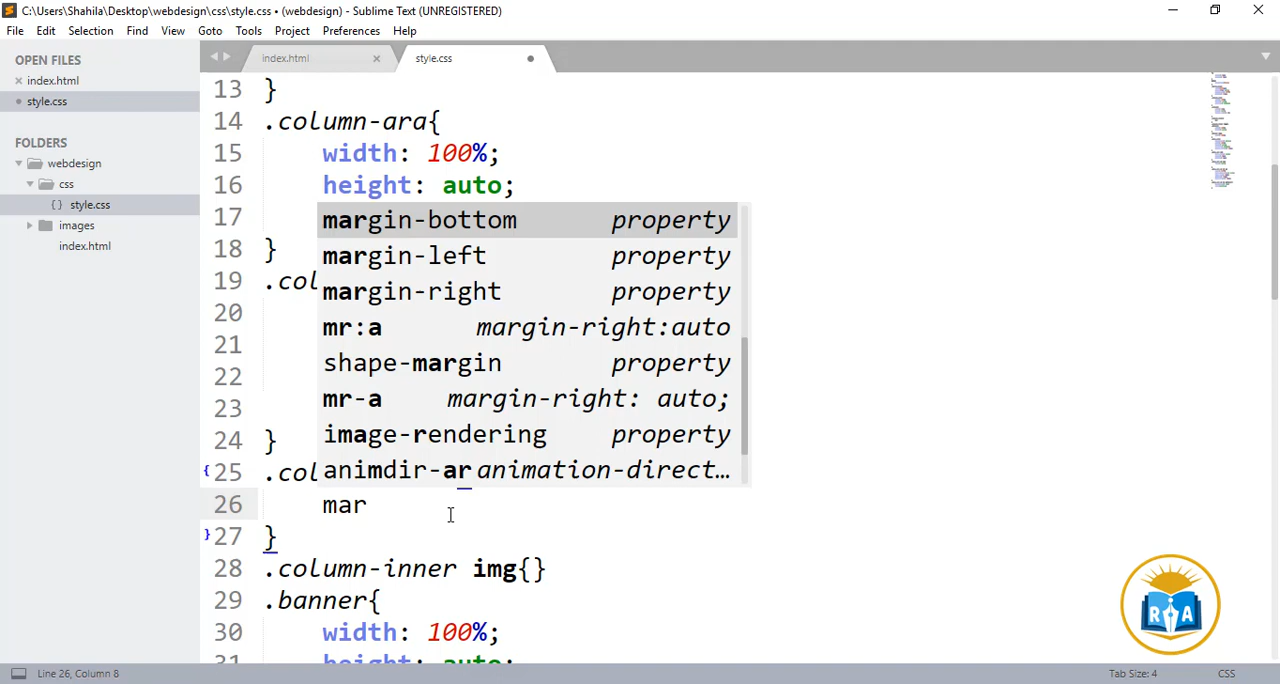 C:\Users\Shahila\Desktop\webdesign\css\style.css • (webdesign) - Sublime Text (UNREGISTERED)
File Edit Selection Find View Goto Tools Project Preferences Help
OPEN FILES
index.html
style.css
FOLDERS
webdesign
css
style.css
images
index.html
index.html
style.css
13 }
14 .column-ara{
15 width: 100%;
16 height: auto;
17
18 }
19 .col
20
21
22
23
24 }
25 .col
26 mar
27 }
28 .column-inner img{}
29 .banner{
30 width: 100%;
31 height: auto;
margin-bottom property
margin-left property
margin-right property
mr:a margin-right:auto
shape-margin property
mr-a margin-right: auto;
image-rendering property
animdir-ar animation-direct…
R A
Line 26, Column 8
Tab Size: 4
CSS